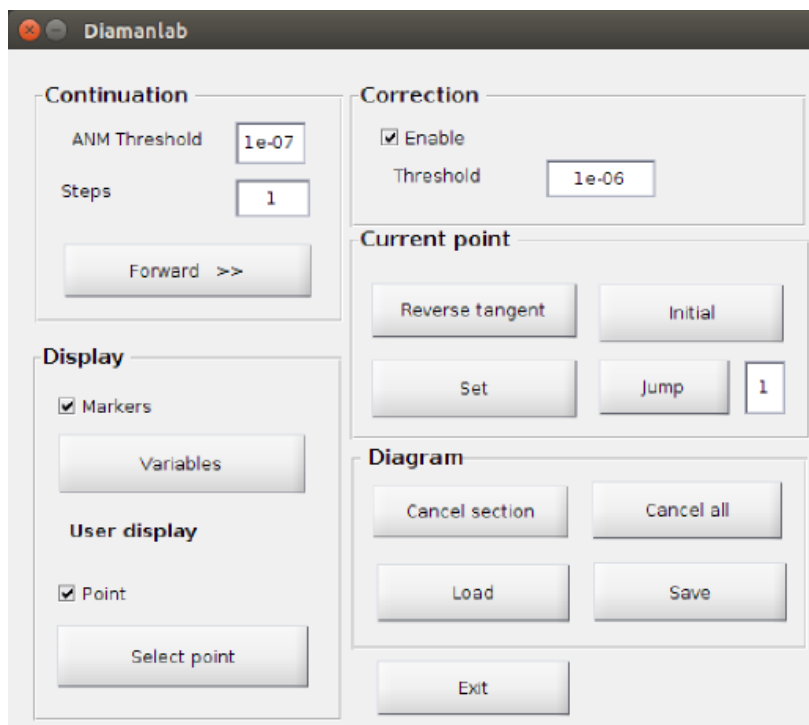 Diamanlab
Continuation
ANM Threshold 1e-07
Steps 1
Forward >>
Display
Markers
Variables
User display
Point
Select point
Correction
Enable
Threshold 1e-06
Current point
Reverse tangent Initial
Set Jump 1
Diagram
Cancel section Cancel all
Load Save
Exit